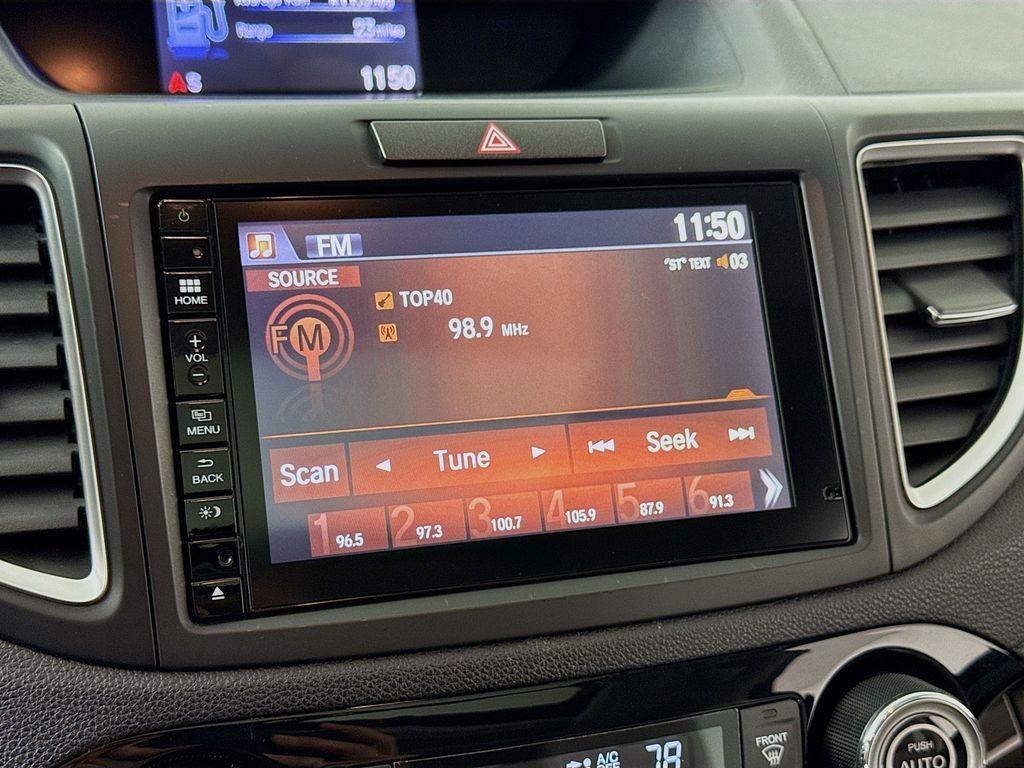 Range 23 miles
AS 1150
FM 11:50
SOURCE "ST" TEXT 03
HOME
TOP40
FM
98.9 MHz
+
VOL
−
MENU
BACK
Scan Tune Seek
1 96.5 2 97.3 3 100.7 4 105.9 5 87.9 6 91.3
A/C
OFF
78
FRONT
PUSH
AUTO